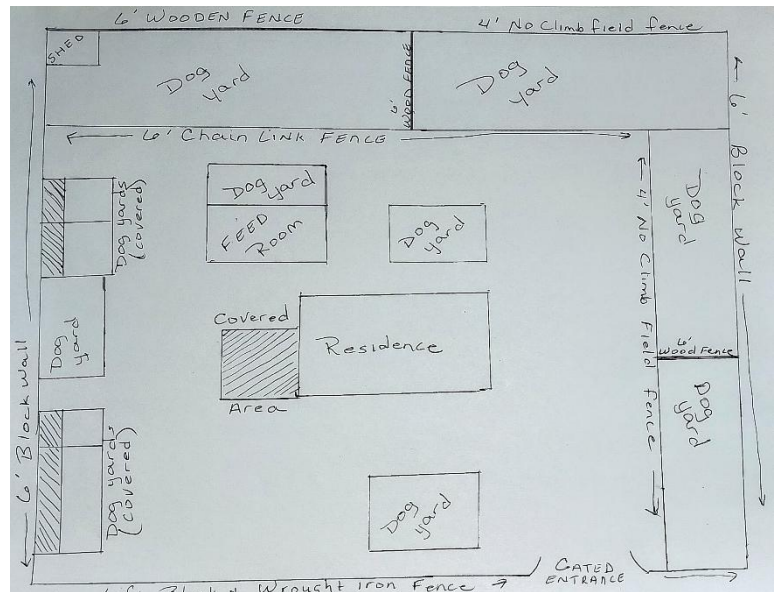 6' WOODEN FENCE
4' No Climb field fence
SHED
Dog
yard
6'
WOOD FENCE
Dog
yard
← 6' Chain Link FENCE →
← 6' Block Wall →
Dog yards
(covered)
Dog yard
FEED
Room
Dog
yard
← 4' No Climb Field fence →
Dog
yard
Dog
yard
Covered
Area
Residence
6'
Wood Fence
Dog
yard
← 6' Block Wall →
Dog yards
(covered)
Dog
yard
Wrought Iron Fence →
GATED
ENTRANCE